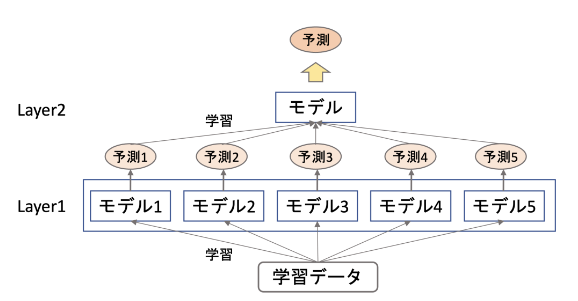 予測
Layer2
モデル
学習
予測1 予測2 予測3 予測4 予測5
Layer1
モデル1 モデル2 モデル3 モデル4 モデル5
学習
学習データ